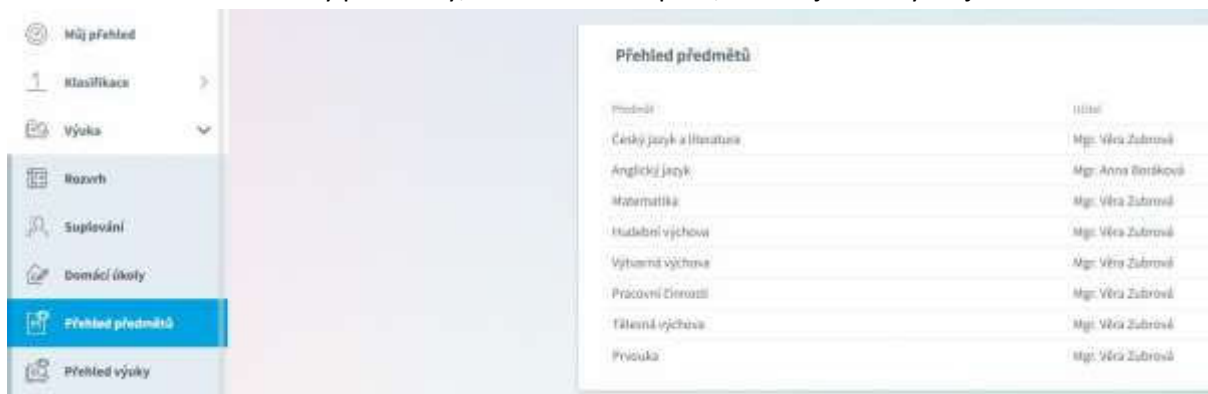 Můj přehled
Klasifikace
Výuka
Rozvrh
Suplování
Domácí úkoly
Přehled předmětů
Přehled výuky
Přehled předmětů
Předmět Učitel
Český jazyk a literatura Mgr. Věra Zubrová
Anglický jazyk Mgr. Anna
Matematika Mgr. Věra Zubrová
Hudební výchova Mgr. Věra Zubrová
Výtvarná výchova Mgr. Věra Zubrová
Pracovní činnosti Mgr. Věra Zubrová
Tělesná výchova Mgr. Věra Zubrová
Prvouka Mgr. Věra Zubrová